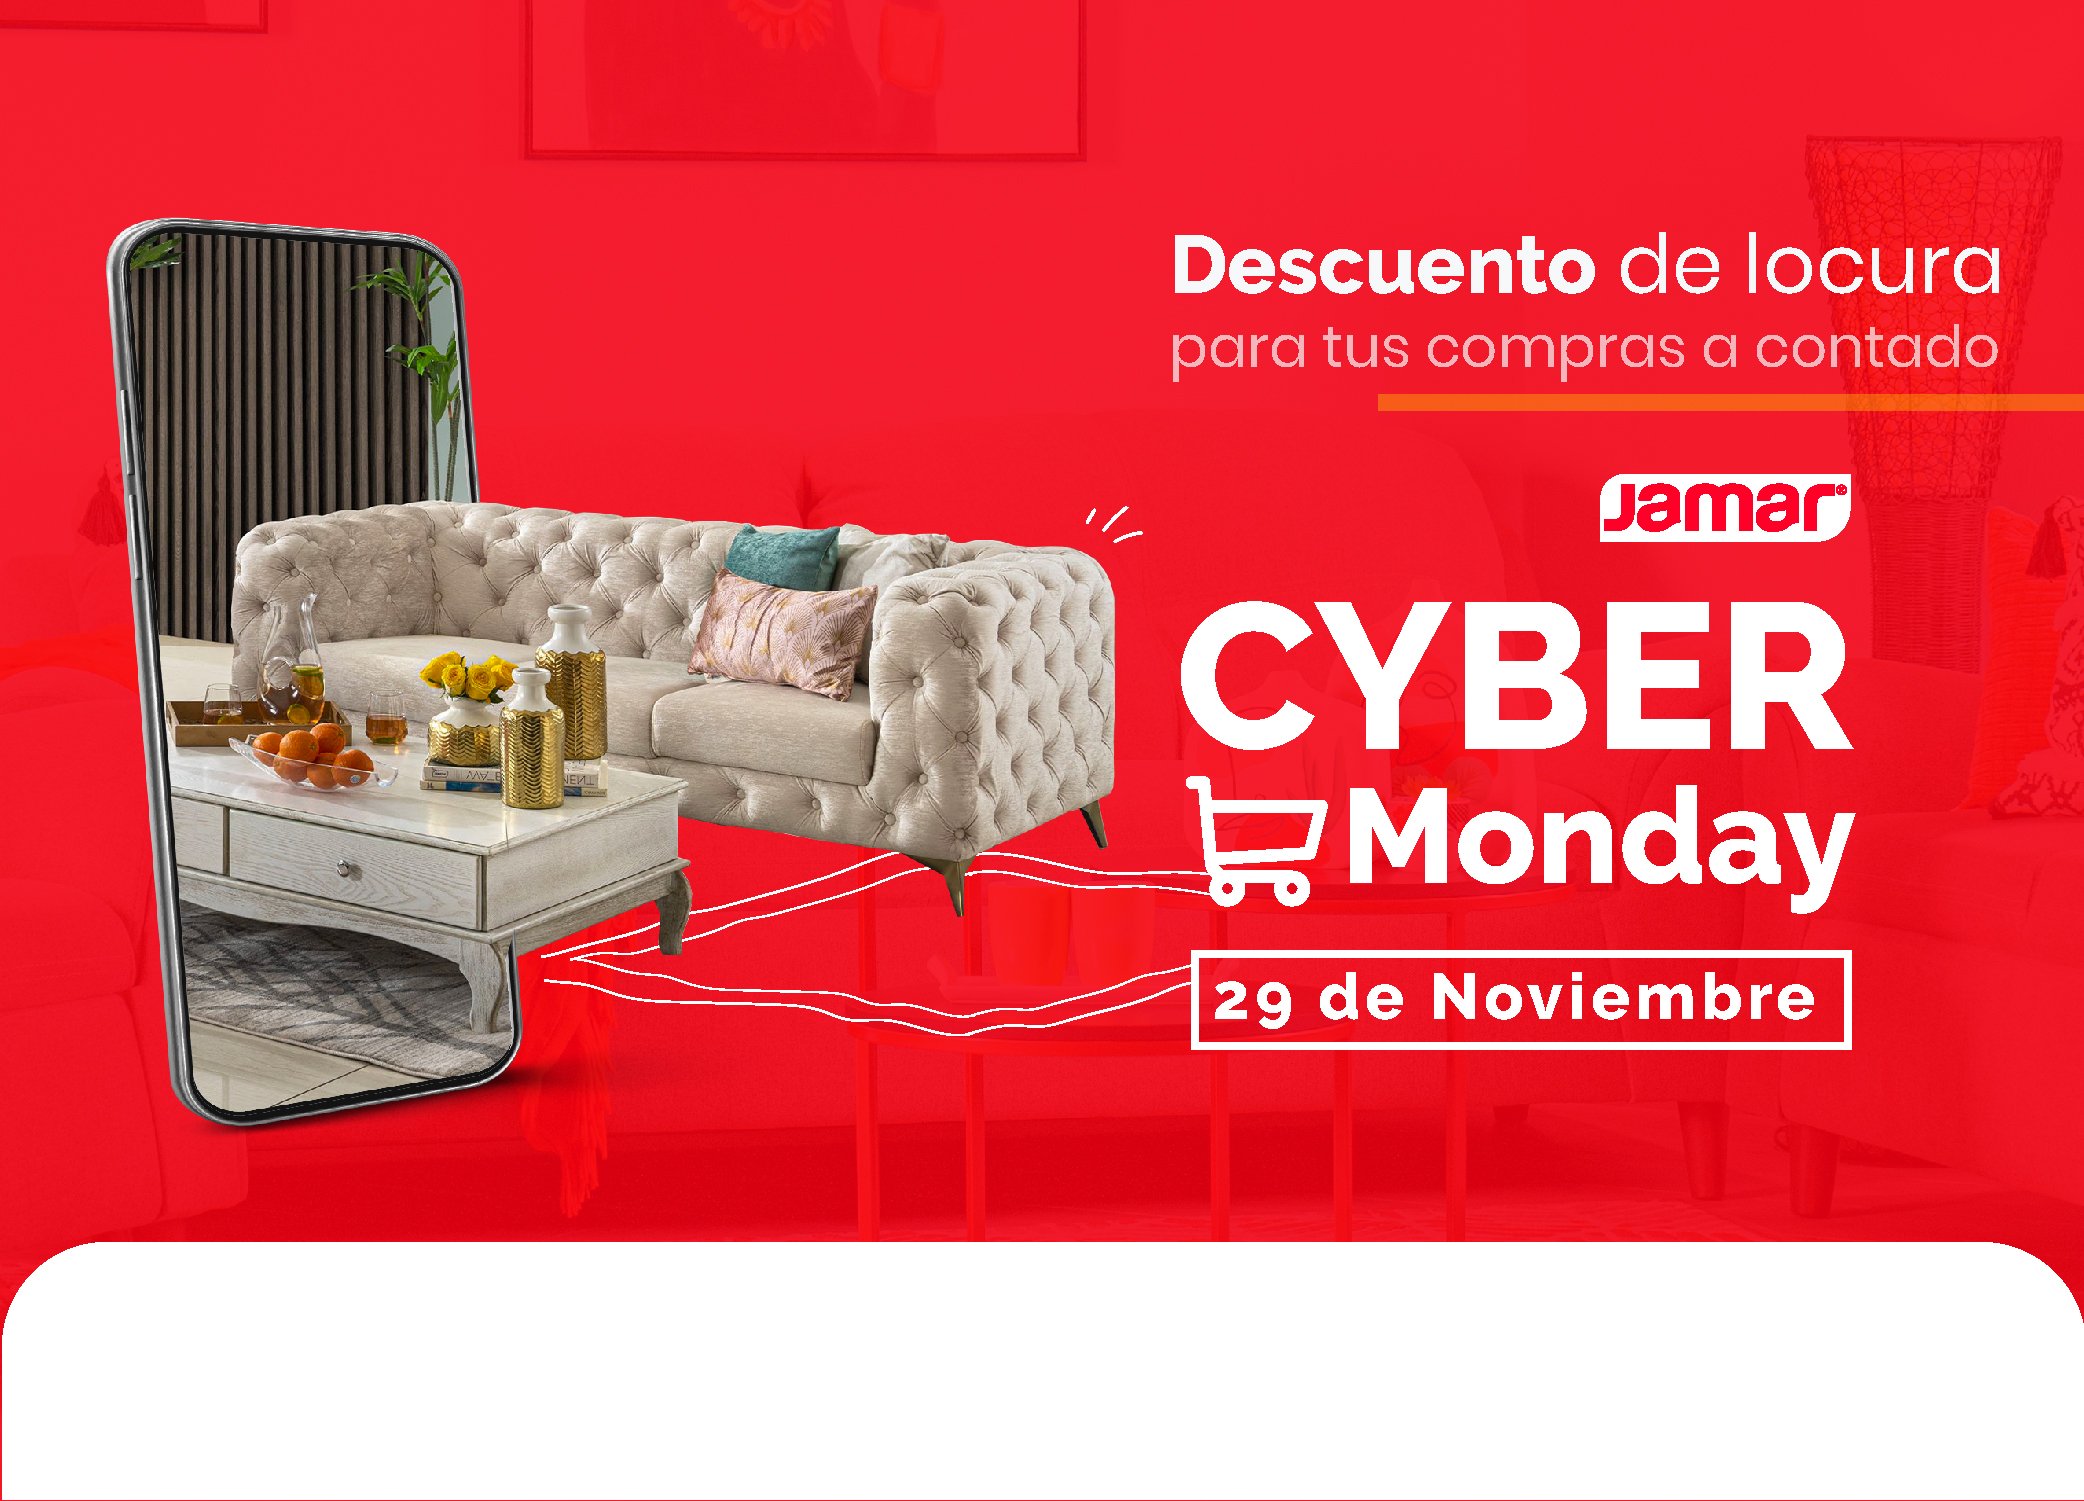 Descuento de locura
para tus compras a contado
Jamar
CYBER
Monday
29 de Noviembre